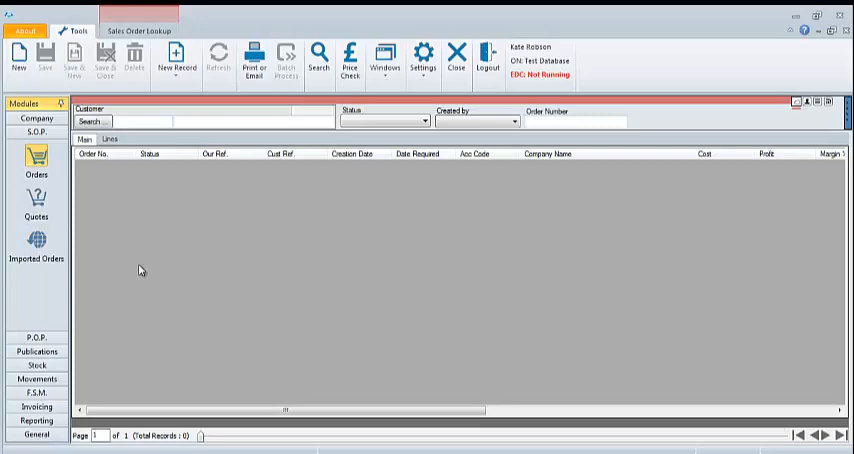 About
Tools
Sales Order Lookup
New
Save
Save & New
Save & Close
Delete
New Record
Refresh
Print or Email
Batch Process
Search
£
Price Check
Windows
Settings
Close
Logout
Kate Robson
ON: Test Database
EDC: Not Running
Modules
Company
S.O.P.
Orders
Quotes
Imported Orders
P.O.P.
Publications
Stock
Movements
F.S.M.
Invoicing
Reporting
General
Customer
Search ...
Status
Created by
Order Number
Main
Lines
Order No. Status Our Ref. Cust Ref. Creation Date Date Required Acc Code Company Name Cost Profit Margin
Page 1 of 1 (Total Records : 0)